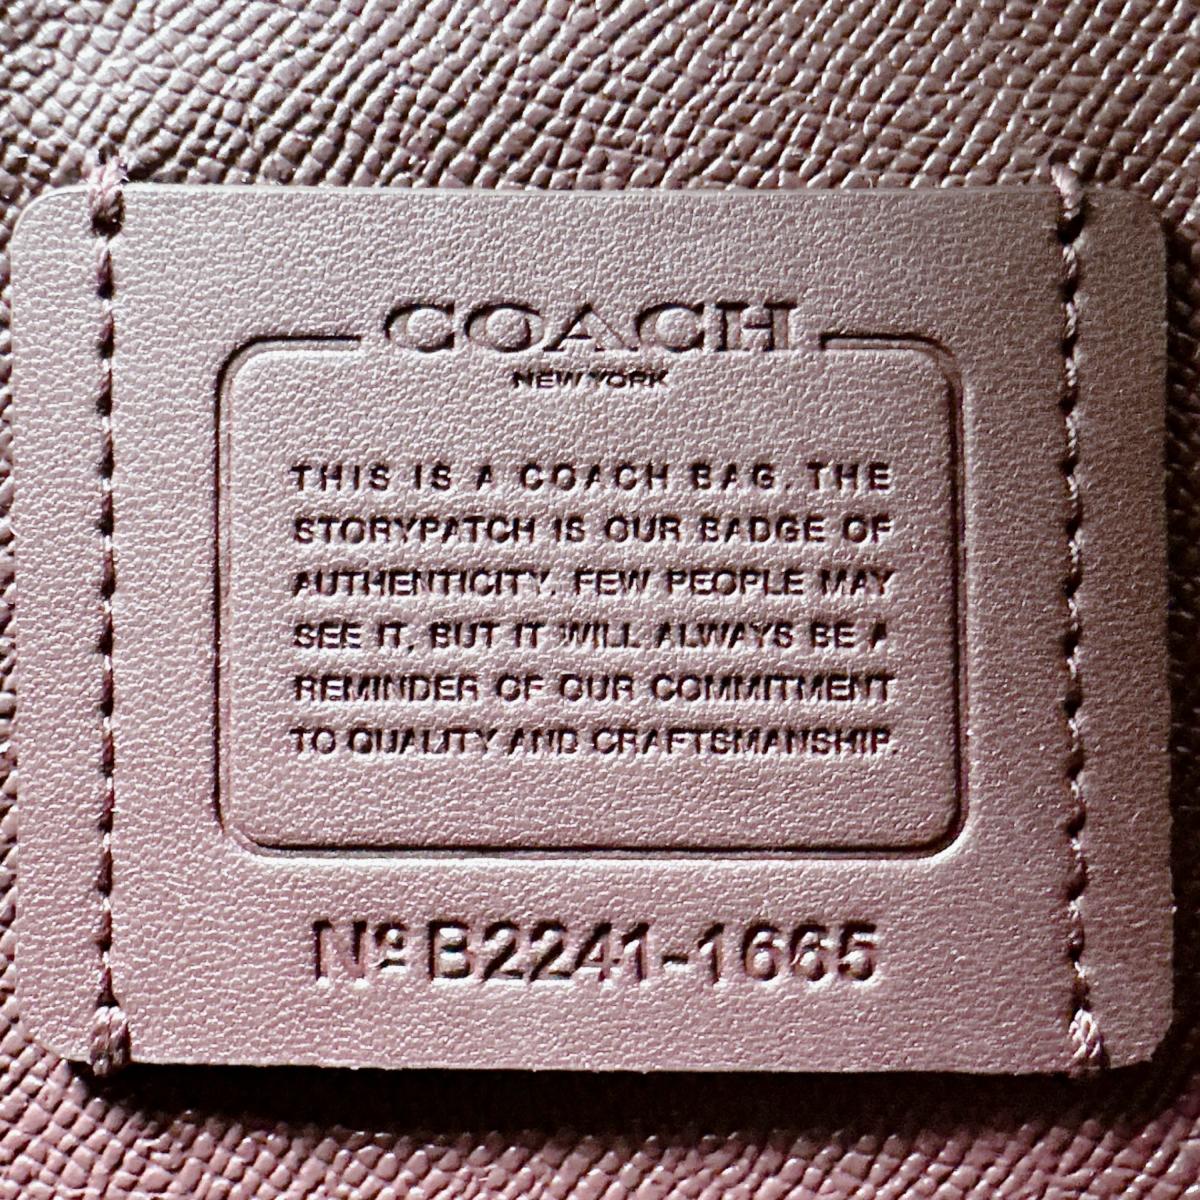 COACH
NEW YORK
THIS IS A COACH BAG. THE
STORYPATCH IS OUR BADGE OF
AUTHENTICITY. FEW PEOPLE MAY
SEE IT, BUT IT WILL ALWAYS BE A
REMINDER OF OUR COMMITMENT
TO QUALITY AND CRAFTSMANSHIP.
Nº B2241-1665